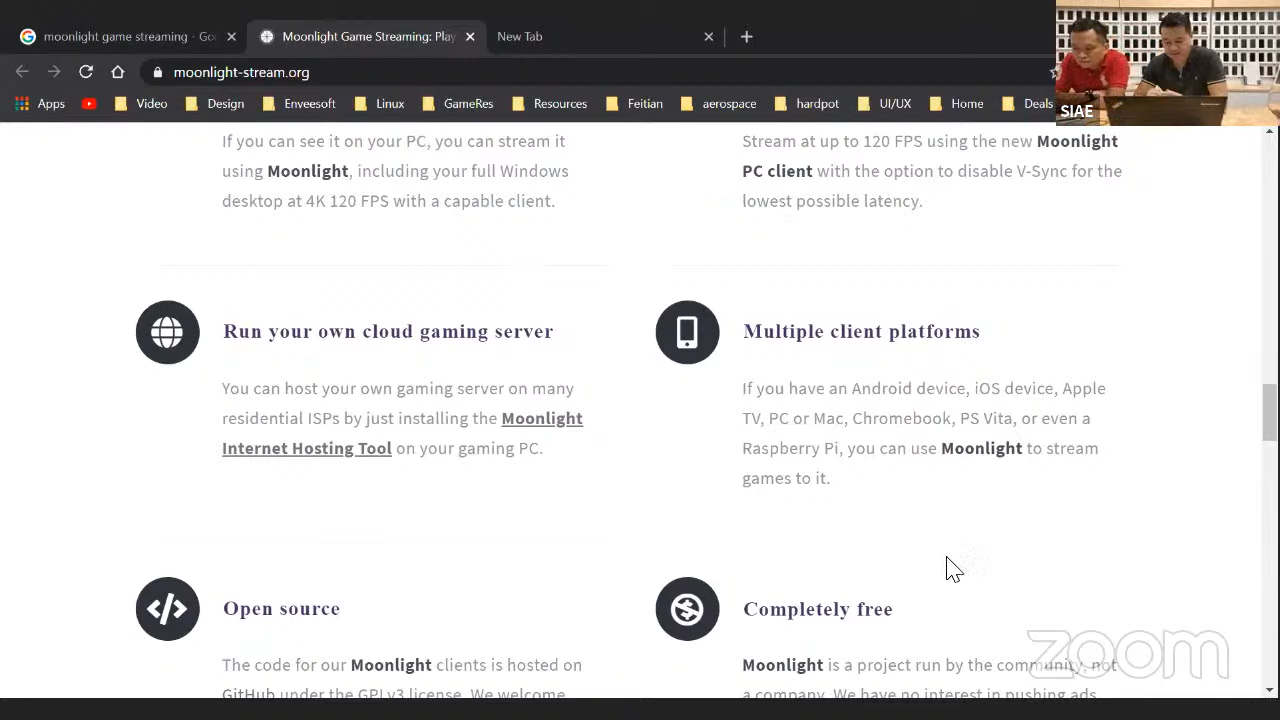 moonlight game streaming - Go
Moonlight Game Streaming: Play
New Tab
moonlight-stream.org
Apps
Video
Design
Enveesoft
Linux
GameRes
Resources
Feitian
aerospace
hardpot
UI/UX
Home
Deals
SIAE
If you can see it on your PC, you can stream it
using Moonlight, including your full Windows
desktop at 4K 120 FPS with a capable client.
Stream at up to 120 FPS using the new Moonlight
PC client with the option to disable V-Sync for the
lowest possible latency.
Run your own cloud gaming server
You can host your own gaming server on many
residential ISPs by just installing the Moonlight
Internet Hosting Tool on your gaming PC.
Multiple client platforms
If you have an Android device, iOS device, Apple
TV, PC or Mac, Chromebook, PS Vita, or even a
Raspberry Pi, you can use Moonlight to stream
games to it.
Open source
The code for our Moonlight clients is hosted on
GitHub under the GPLv3 license. We welcome
Completely free
Moonlight is a project run by the community, not
a company. We have no interest in pushing ads
zoom